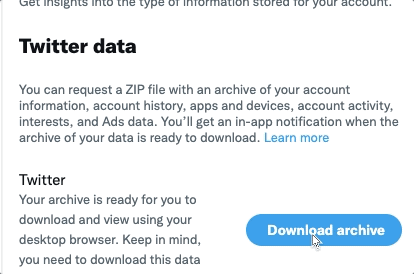 Get insights into the type of information stored for your account.
Twitter data
You can request a ZIP file with an archive of your account
information, account history, apps and devices, account activity,
interests, and Ads data. You'll get an in-app notification when the
archive of your data is ready to download. Learn more
Twitter
Your archive is ready for you to
download and view using your
desktop browser. Keep in mind,
you need to download this data
Download archive